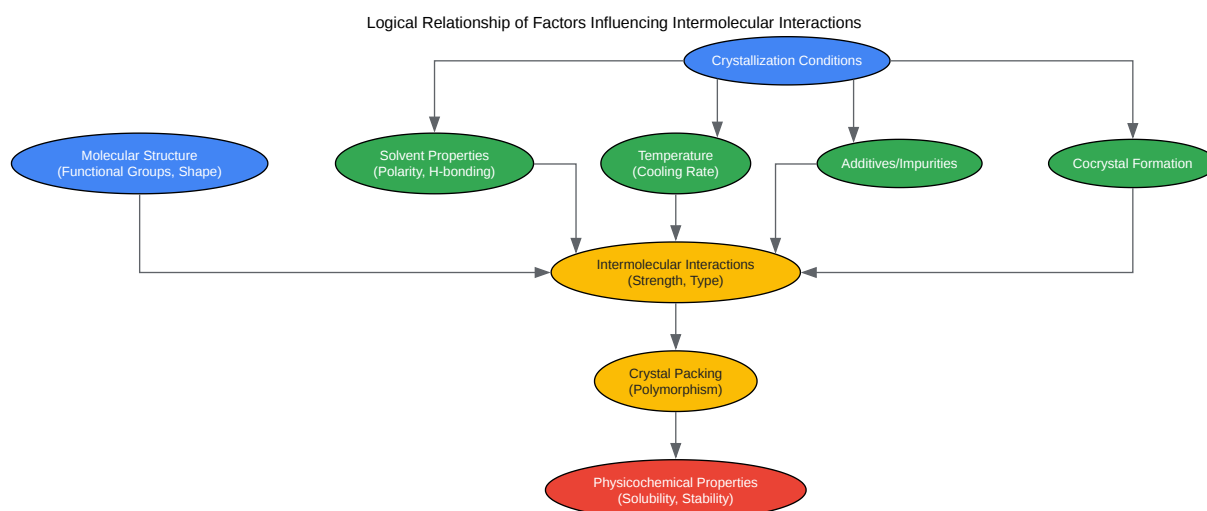 Logical Relationship of Factors Influencing Intermolecular Interactions
Crystallization Conditions
Molecular Structure
(Functional Groups, Shape)
Solvent Properties
(Polarity, H-bonding)
Temperature
(Cooling Rate)
Additives/Impurities
Cocrystal Formation
Intermolecular Interactions
(Strength, Type)
Crystal Packing
(Polymorphism)
Physicochemical Properties
(Solubility, Stability)